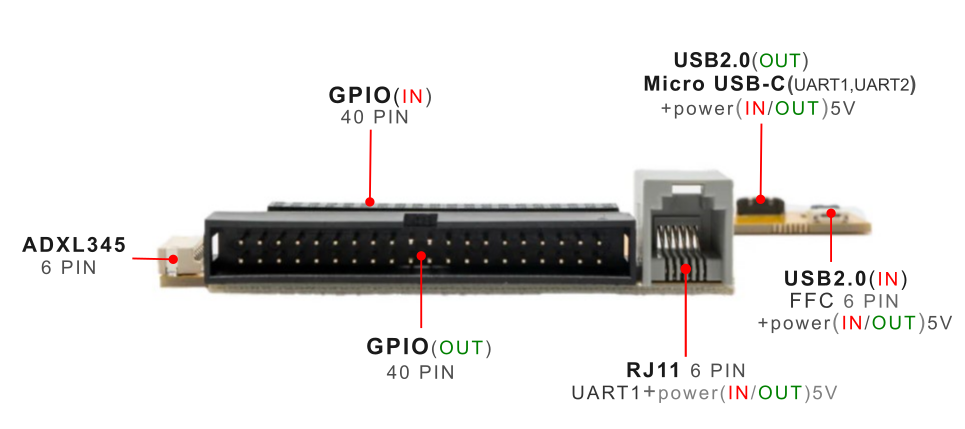 USB2.0(OUT)
Micro USB-C(UART1,UART2)
+power(IN/OUT)5V
GPIO(IN)
40 PIN
ADXL345
6 PIN
USB2.0(IN)
FFC 6 PIN
+power(IN/OUT)5V
GPIO(OUT)
40 PIN
RJ11 6 PIN
UART1+power(IN/OUT)5V